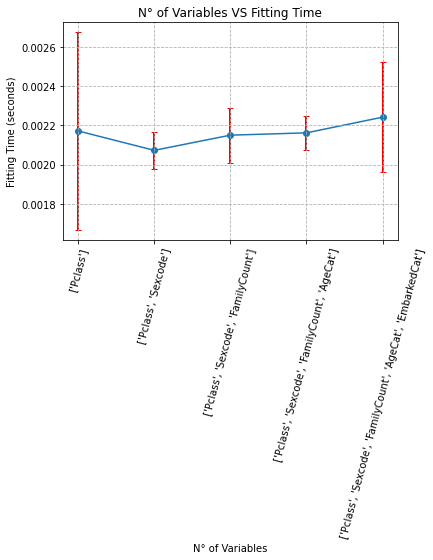 N° of Variables VS Fitting Time
Fitting Time (seconds)
0.0026
0.0024
0.0022
0.0020
0.0018
['Pclass']
['Pclass', 'Sexcode']
['Pclass', 'Sexcode', 'FamilyCount']
['Pclass', 'Sexcode', 'FamilyCount', 'AgeCat']
['Pclass', 'Sexcode', 'FamilyCount', 'AgeCat', 'EmbarkedCat']
N° of Variables